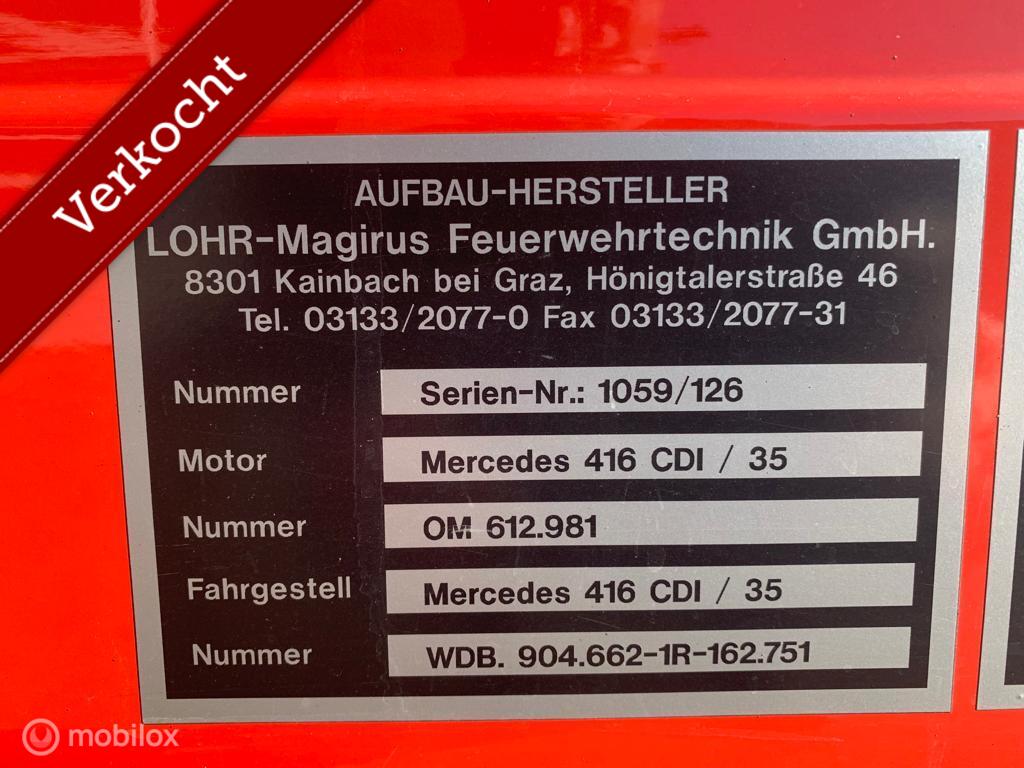 Verkocht
AUFBAU-HERSTELLER
LOHR-Magirus Feuerwehrtechnik GmbH.
8301 Kainbach bei Graz, Hönigtalerstraße 46
Tel. 03133/2077-0 Fax 03133/2077-31
Nummer Serien-Nr.: 1059/126
Motor Mercedes 416 CDI / 35
Nummer OM 612.981
Fahrgestell Mercedes 416 CDI / 35
Nummer WDB. 904.662-1R-162.751
mobilox